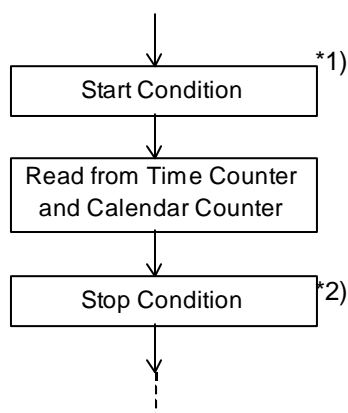 *1)
Start Condition
Read from Time Counter
and Calendar Counter
Stop Condition
*2)